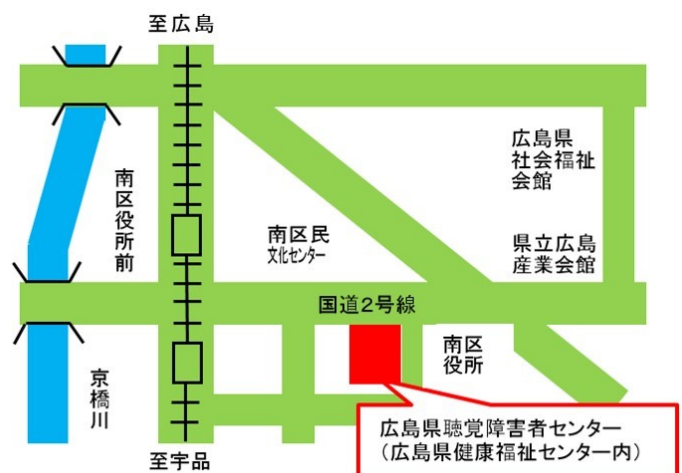 至広島
広島県
社会福祉
会館
南区役所前
南区民
文化センター
県立広島
産業会館
国道2号線
南区
役所
京橋川
広島県聴覚障害者センター
(広島県健康福祉センター内)
至宇品